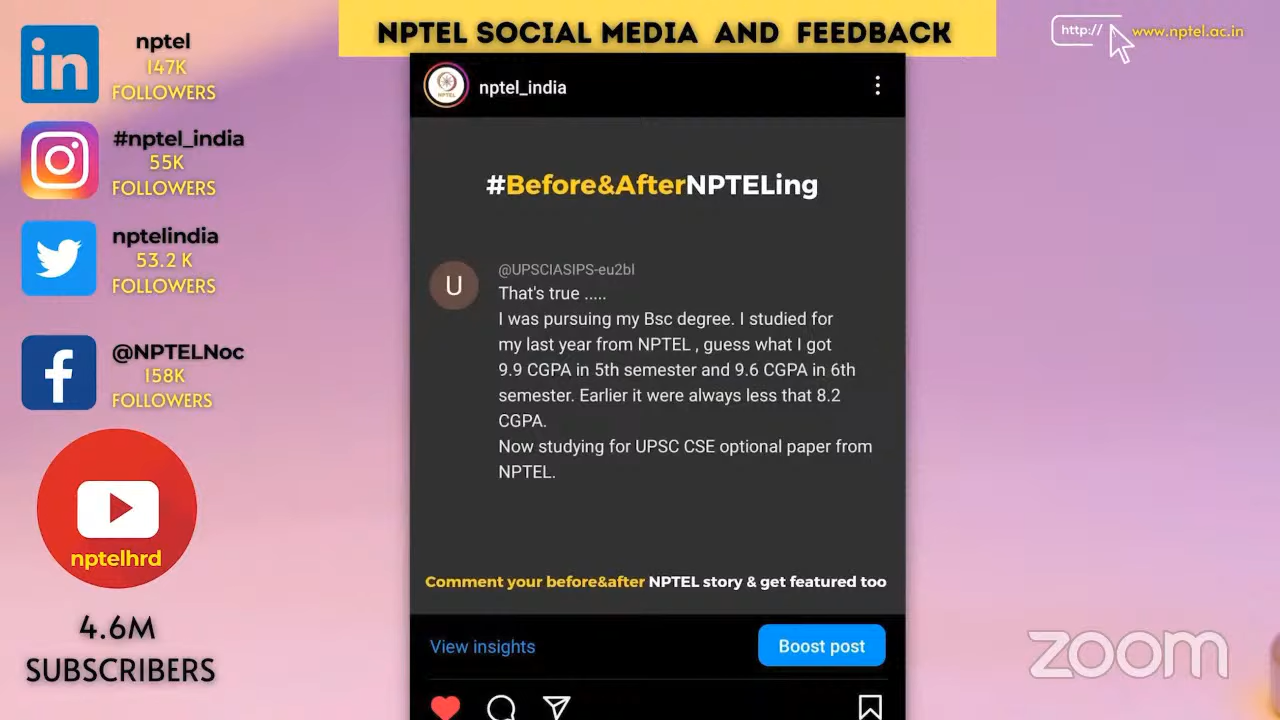 NPTEL SOCIAL MEDIA AND FEEDBACK
http://
www.nptel.ac.in
in
nptel
147K
FOLLOWERS
#nptel_india
55K
FOLLOWERS
nptelindia
53.2 K
FOLLOWERS
f
@NPTELNoc
158K
FOLLOWERS
nptelhrd
4.6M
SUBSCRIBERS
NPTEL
nptel_india
#Before&AfterNPTELing
U
@UPSCIASIPS-eu2bl
That's true .....
I was pursuing my Bsc degree. I studied for
my last year from NPTEL , guess what I got
9.9 CGPA in 5th semester and 9.6 CGPA in 6th
semester. Earlier it were always less that 8.2
CGPA.
Now studying for UPSC CSE optional paper from
NPTEL.
Comment your before&after NPTEL story & get featured too
View insights
Boost post
zoom